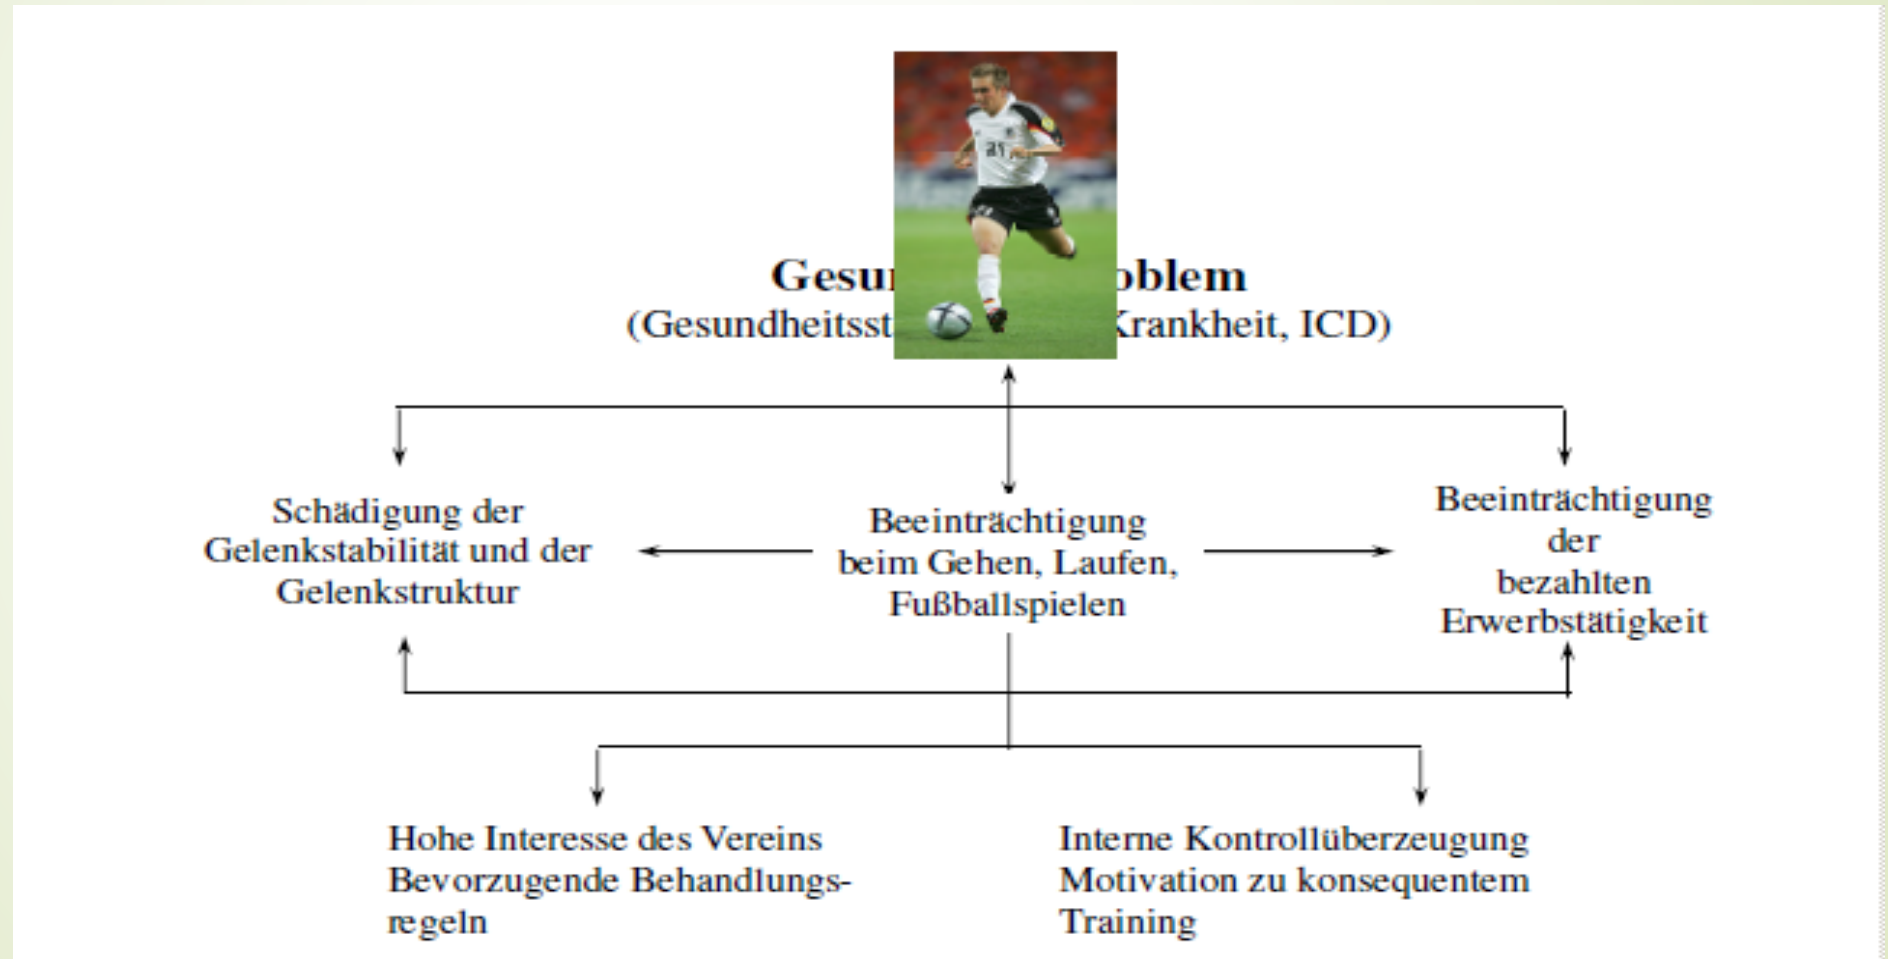 Gesun oblem
(Gesundheitsst Krankheit, ICD)
21
Schädigung der
Gelenkstabilität und der
Gelenkstruktur
Beeinträchtigung
beim Gehen, Laufen,
Fußballspielen
Beeinträchtigung
der
bezahlten
Erwerbstätigkeit
Hohe Interesse des Vereins
Bevorzugende Behandlungs-
regeln
Interne Kontrollüberzeugung
Motivation zu konsequentem
Training